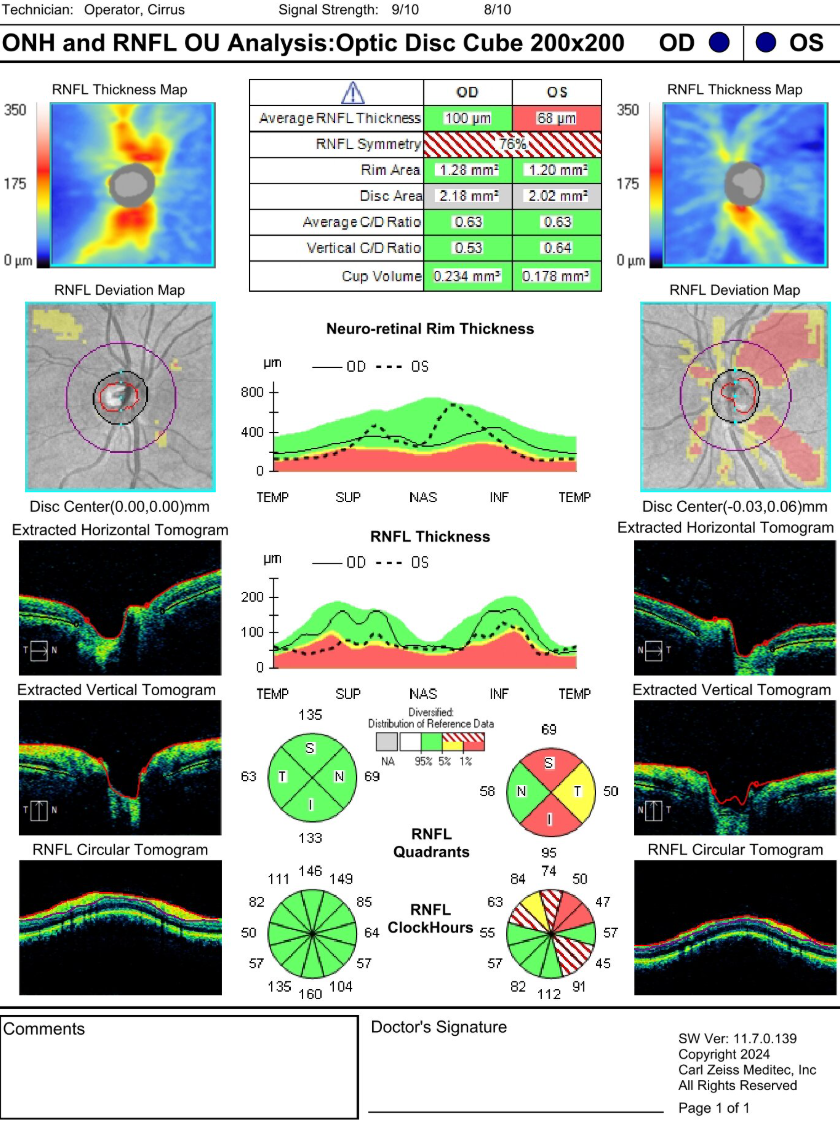 Technician: Operator, Cirrus Signal Strength: 9/10 8/10
ONH and RNFL OU Analysis:Optic Disc Cube 200x200 OD OS
RNFL Thickness Map
350
175
0 µm
OD OS
Average RNFL Thickness 100 µm 68 µm
RNFL Symmetry 76%
Rim Area 1.28 mm² 1.20 mm²
Disc Area 2.18 mm² 2.02 mm²
Average C/D Ratio 0.63 0.63
Vertical C/D Ratio 0.53 0.64
Cup Volume 0.234 mm³ 0.178 mm³
RNFL Thickness Map
350
175
0 µm
RNFL Deviation Map
Disc Center(0.00,0.00)mm
Neuro-retinal Rim Thickness
µm OD OS
800
400
0
TEMP SUP NAS INF TEMP
RNFL Deviation Map
Disc Center(-0.03,0.06)mm
Extracted Horizontal Tomogram
T N
RNFL Thickness
µm OD OS
200
100
0
TEMP SUP NAS INF TEMP
Extracted Horizontal Tomogram
N T
Extracted Vertical Tomogram
T N
Diversified:
Distribution of Reference Data
NA 95% 5% 1%
135
63 S T N I 69
133
RNFL
Quadrants
69
58 S N T I 50
95
Extracted Vertical Tomogram
N T
RNFL Circular Tomogram
RNFL
ClockHours
111 146 149
82 85
50 64
57 57
135 160 104
84 74 50
63 47
55 57
57 45
82 112 91
RNFL Circular Tomogram
Comments
Doctor's Signature
SW Ver: 11.7.0.139
Copyright 2024
Carl Zeiss Meditec, Inc
All Rights Reserved
Page 1 of 1